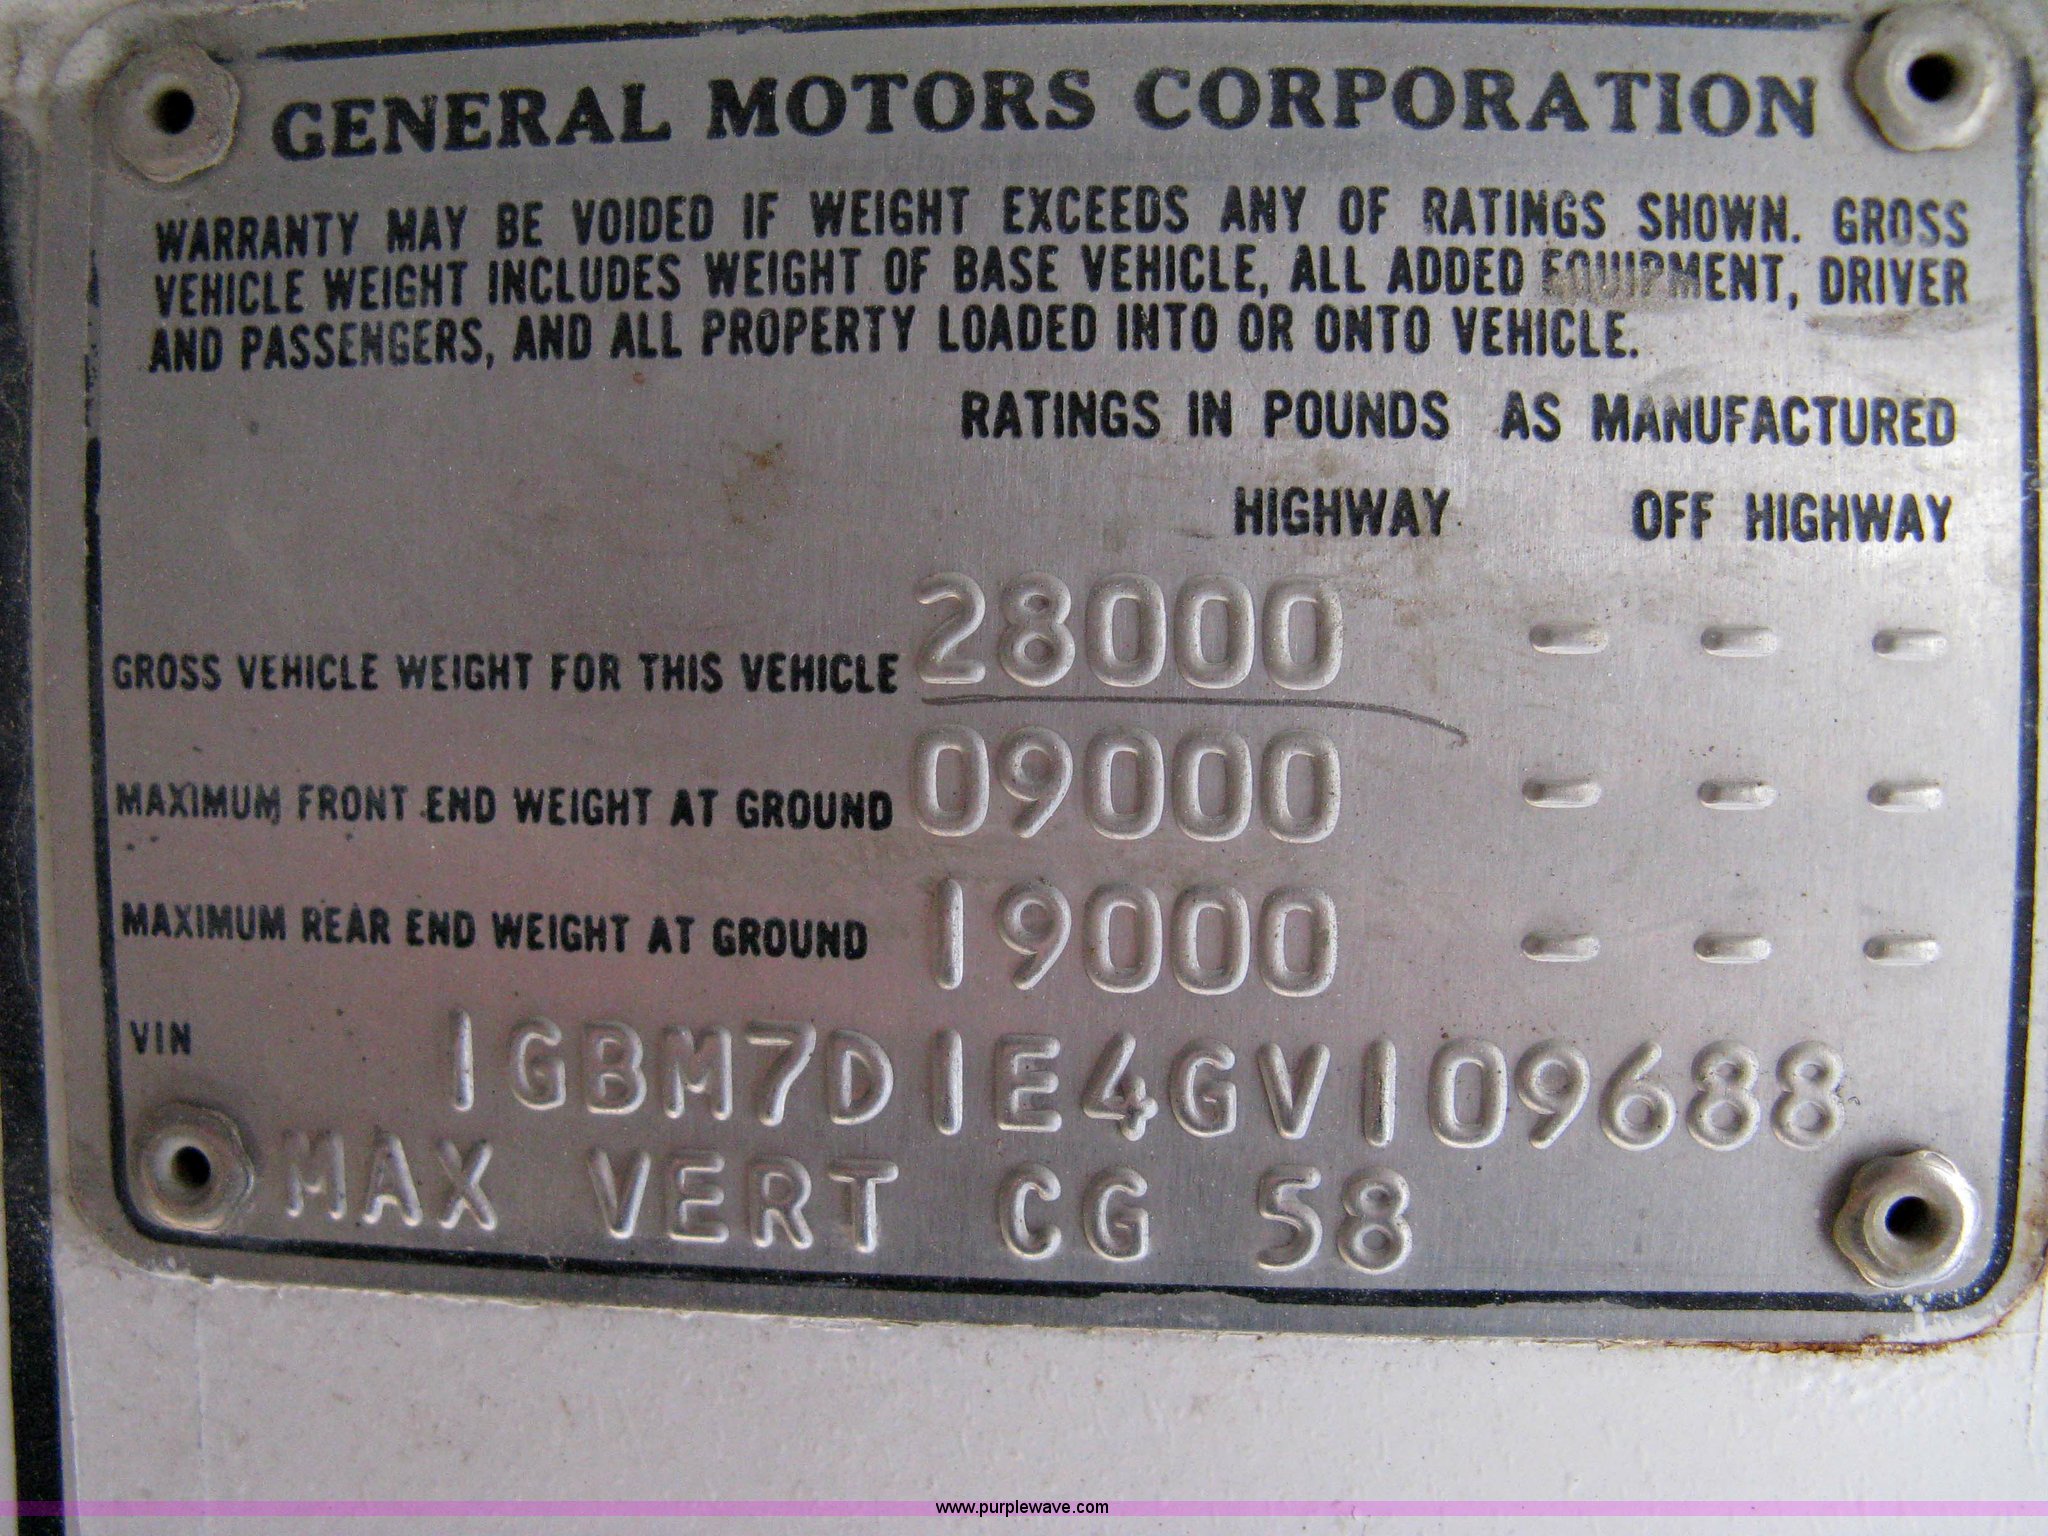 GENERAL MOTORS CORPORATION
WARRANTY MAY BE VOIDED IF WEIGHT EXCEEDS ANY OF RATINGS SHOWN. GROSS
VEHICLE WEIGHT INCLUDES WEIGHT OF BASE VEHICLE, ALL ADDED EQUIPMENT, DRIVER
AND PASSENGERS, AND ALL PROPERTY LOADED INTO OR ONTO VEHICLE.
RATINGS IN POUNDS AS MANUFACTURED
HIGHWAY OFF HIGHWAY
GROSS VEHICLE WEIGHT FOR THIS VEHICLE 28000 - - -
MAXIMUM FRONT END WEIGHT AT GROUND 09000 - - -
MAXIMUM REAR END WEIGHT AT GROUND 19000 - - -
VIN 1GBM7D1E4GV109688
MAX VERT CG 58
www.purplewave.com